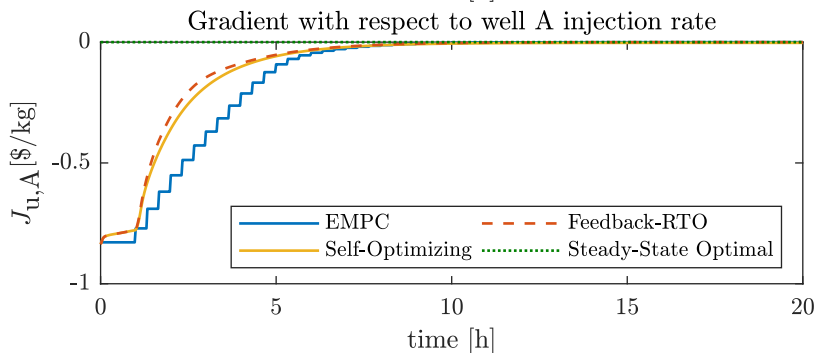 Gradient with respect to well A injection rate
0
-0.5
-1
J_{u,A} [$/kg]
EMPC
Feedback-RTO
Self-Optimizing
Steady-State Optimal
0 5 10 15 20
time [h]